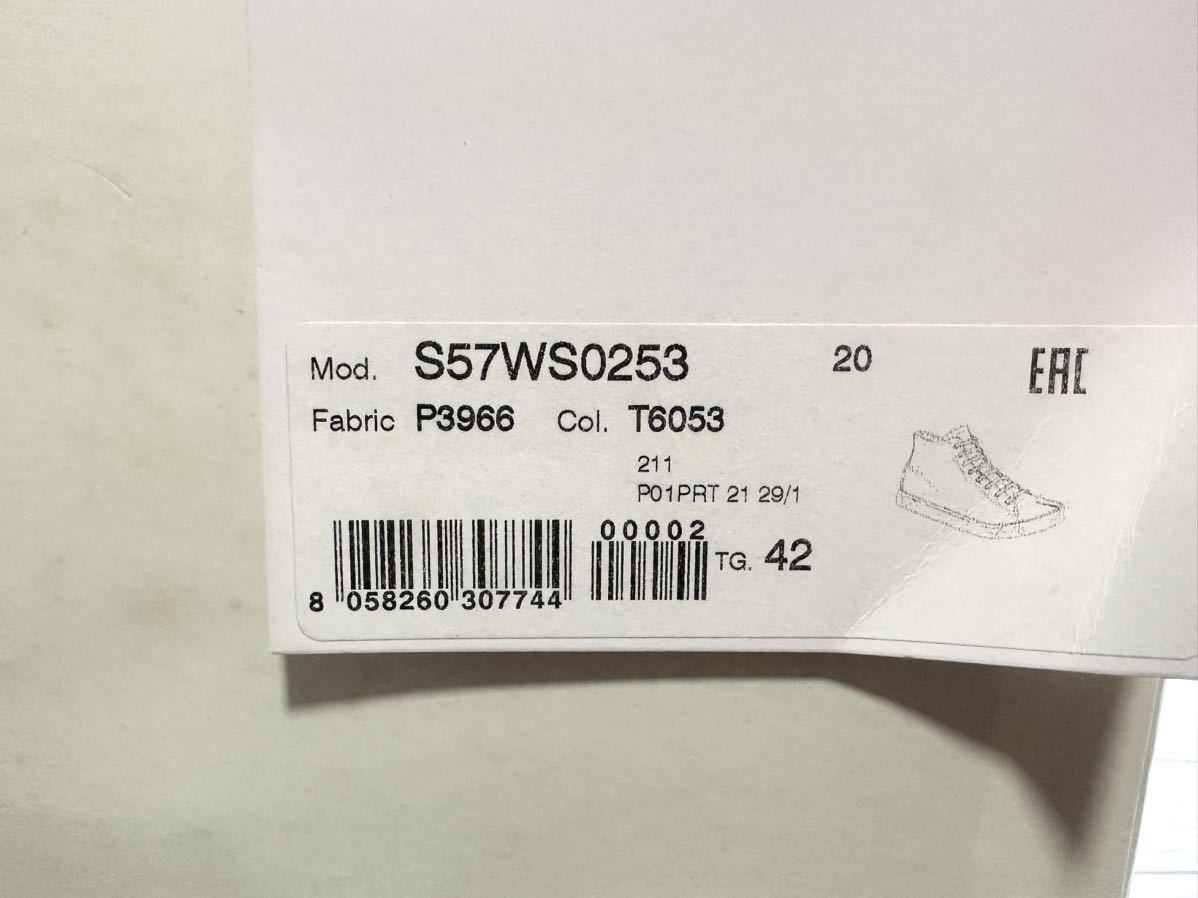 Mod. S57WS0253 20 EAC
Fabric P3966 Col. T6053
211
P01PRT 21 29/1
00002
TG. 42
8 058260 307744